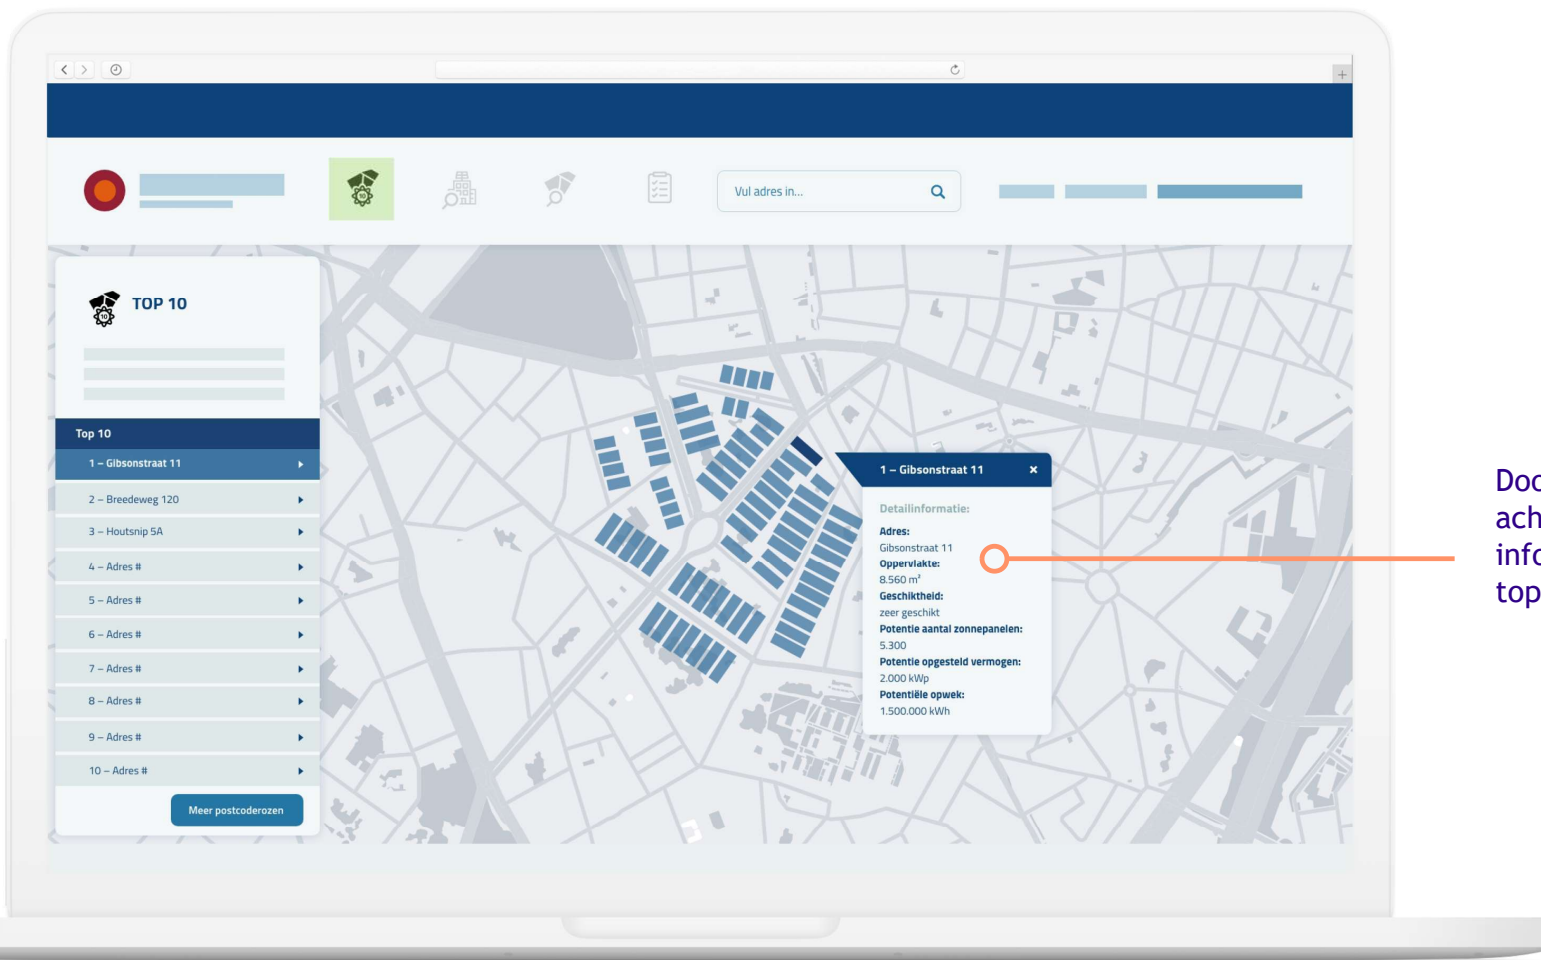 Vul adres in...
TOP 10
Top 10
1 – Gibsonstraat 11
2 – Breedeweg 120
3 – Houtsnip 5A
4 – Adres #
5 – Adres #
6 – Adres #
7 – Adres #
8 – Adres #
9 – Adres #
10 – Adres #
Meer postcoderozen
1 – Gibsonstraat 11
Detailinformatie:
Adres:
Gibsonstraat 11
Oppervlakte:
8.560 m²
Geschiktheid:
zeer geschikt
Potentie aantal zonnepanelen:
5.300
Potentie opgesteld vermogen:
2.000 kWp
Potentiële opwek:
1.500.000 kWh